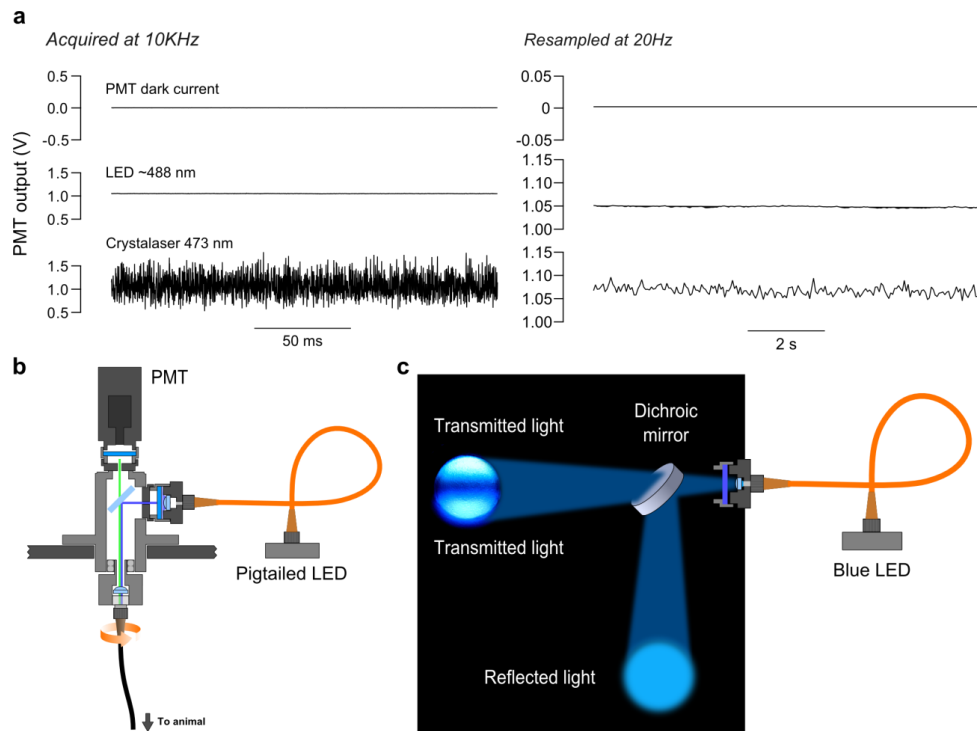 a
Acquired at 10KHz
Resampled at 20Hz
PMT output (V)
0.5
0.0
-0.5
PMT dark current
1.5
1.0
0.5
LED ~488 nm
1.5
1.0
0.5
Crystalaser 473 nm
50 ms
0.05
0
-0.05
1.15
1.10
1.05
1.00
1.15
1.10
1.05
1.00
2 s
b
PMT
Pigtailed LED
To animal
c
Transmitted light
Dichroic
mirror
Transmitted light
Reflected light
Blue LED